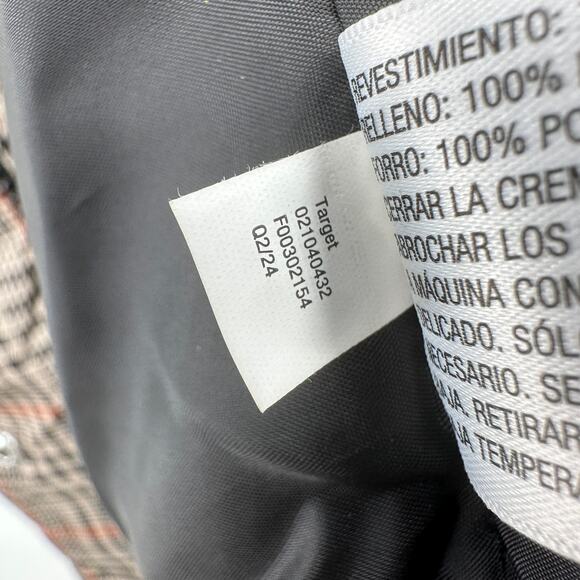 Target
021040432
F00302154
Q2/24
REVESTIMIENTO:
RELLENO: 100%
FORRO: 100% PO
CERRAR LA CREM
ABROCHAR LOS
A MÁQUINA CON
DELICADO. SÓL
NECESARIO. SE
BAJA. RETIRAR
JA TEMPERA